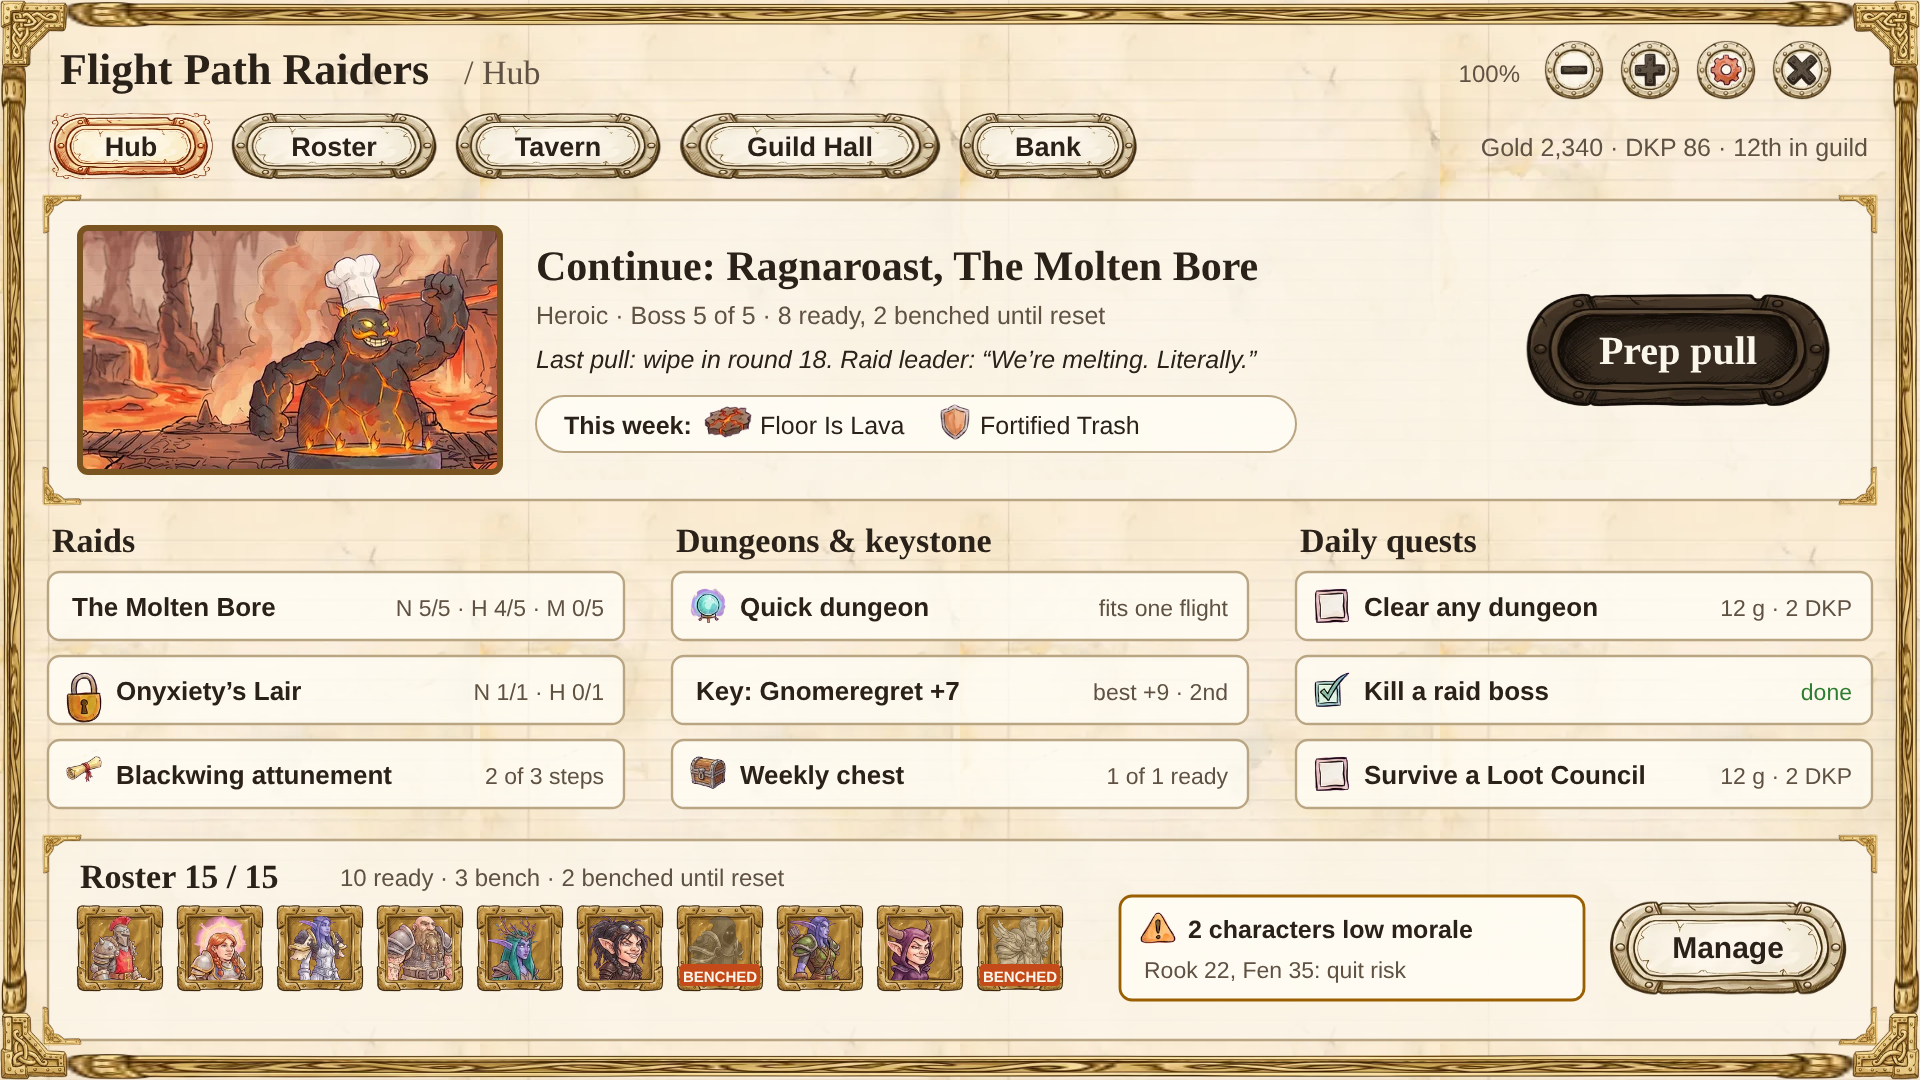 Flight Path Raiders / Hub
100%
Hub Roster Tavern Guild Hall Bank
Gold 2,340 · DKP 86 · 12th in guild
Continue: Ragnaroast, The Molten Bore
Heroic · Boss 5 of 5 · 8 ready, 2 benched until reset
Last pull: wipe in round 18. Raid leader: “We’re melting. Literally.”
This week: Floor Is Lava Fortified Trash
Prep pull
Raids
The Molten Bore N 5/5 · H 4/5 · M 0/5
Onyxiety’s Lair N 1/1 · H 0/1
Blackwing attunement 2 of 3 steps
Dungeons & keystone
Quick dungeon fits one flight
Key: Gnomeregret +7 best +9 · 2nd
Weekly chest 1 of 1 ready
Daily quests
Clear any dungeon 12 g · 2 DKP
Kill a raid boss done
Survive a Loot Council 12 g · 2 DKP
Roster 15 / 15 10 ready · 3 bench · 2 benched until reset
BENCHED BENCHED
2 characters low morale
Rook 22, Fen 35: quit risk
Manage